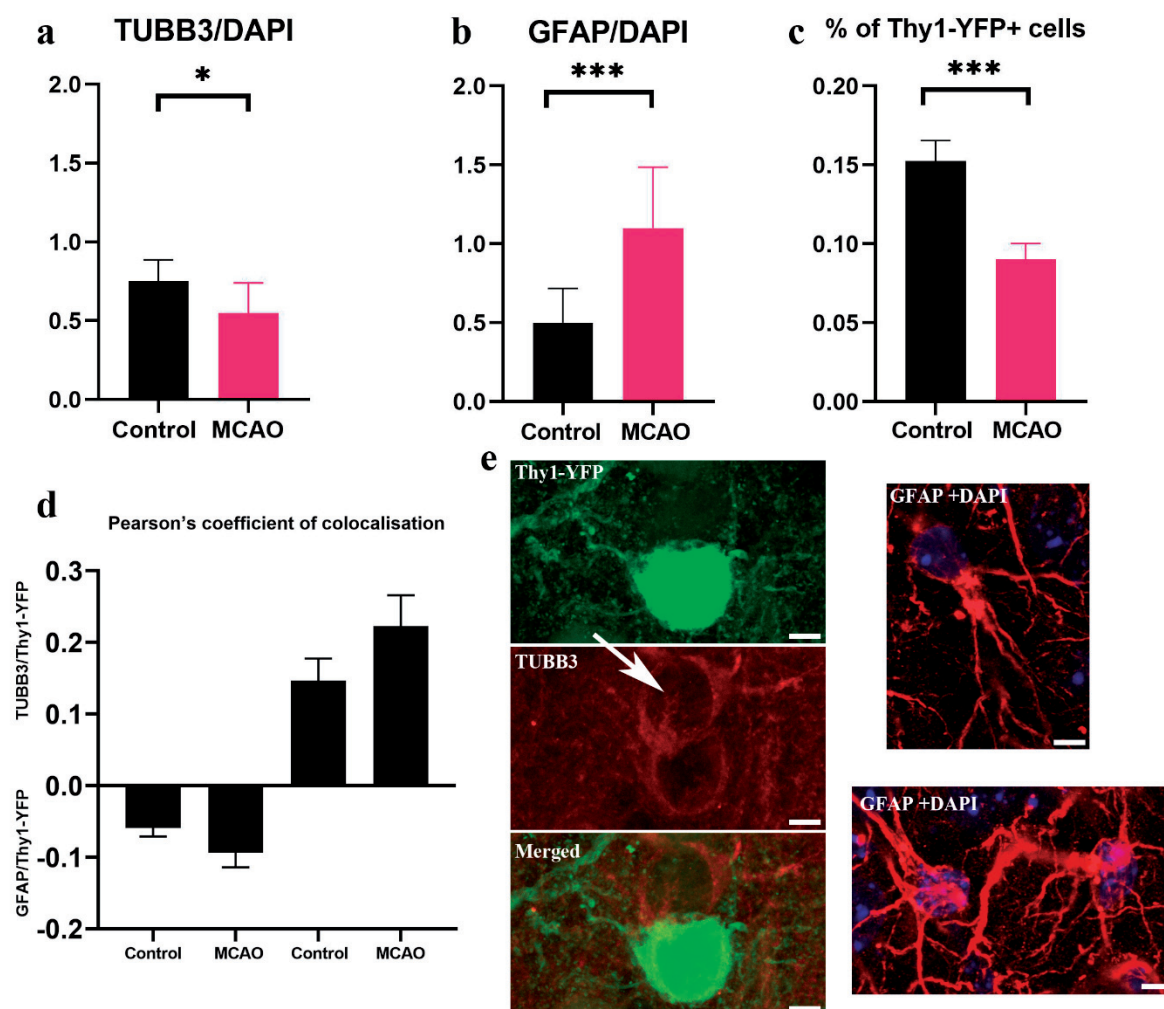 a
TUBB3/DAPI
*
2.0
1.5
1.0
0.5
0.0
Control MCAO
b
GFAP/DAPI
***
2.0
1.5
1.0
0.5
0.0
Control MCAO
c
% of Thy1-YFP+ cells
***
0.20
0.15
0.10
0.05
0.00
Control MCAO
d
Pearson's coefficient of colocalisation
TUBB3/Thy1-YFP
GFAP/Thy1-YFP
0.3
0.2
0.1
0.0
-0.1
-0.2
Control MCAO Control MCAO
e
Thy1-YFP
TUBB3
Merged
GFAP +DAPI
GFAP +DAPI